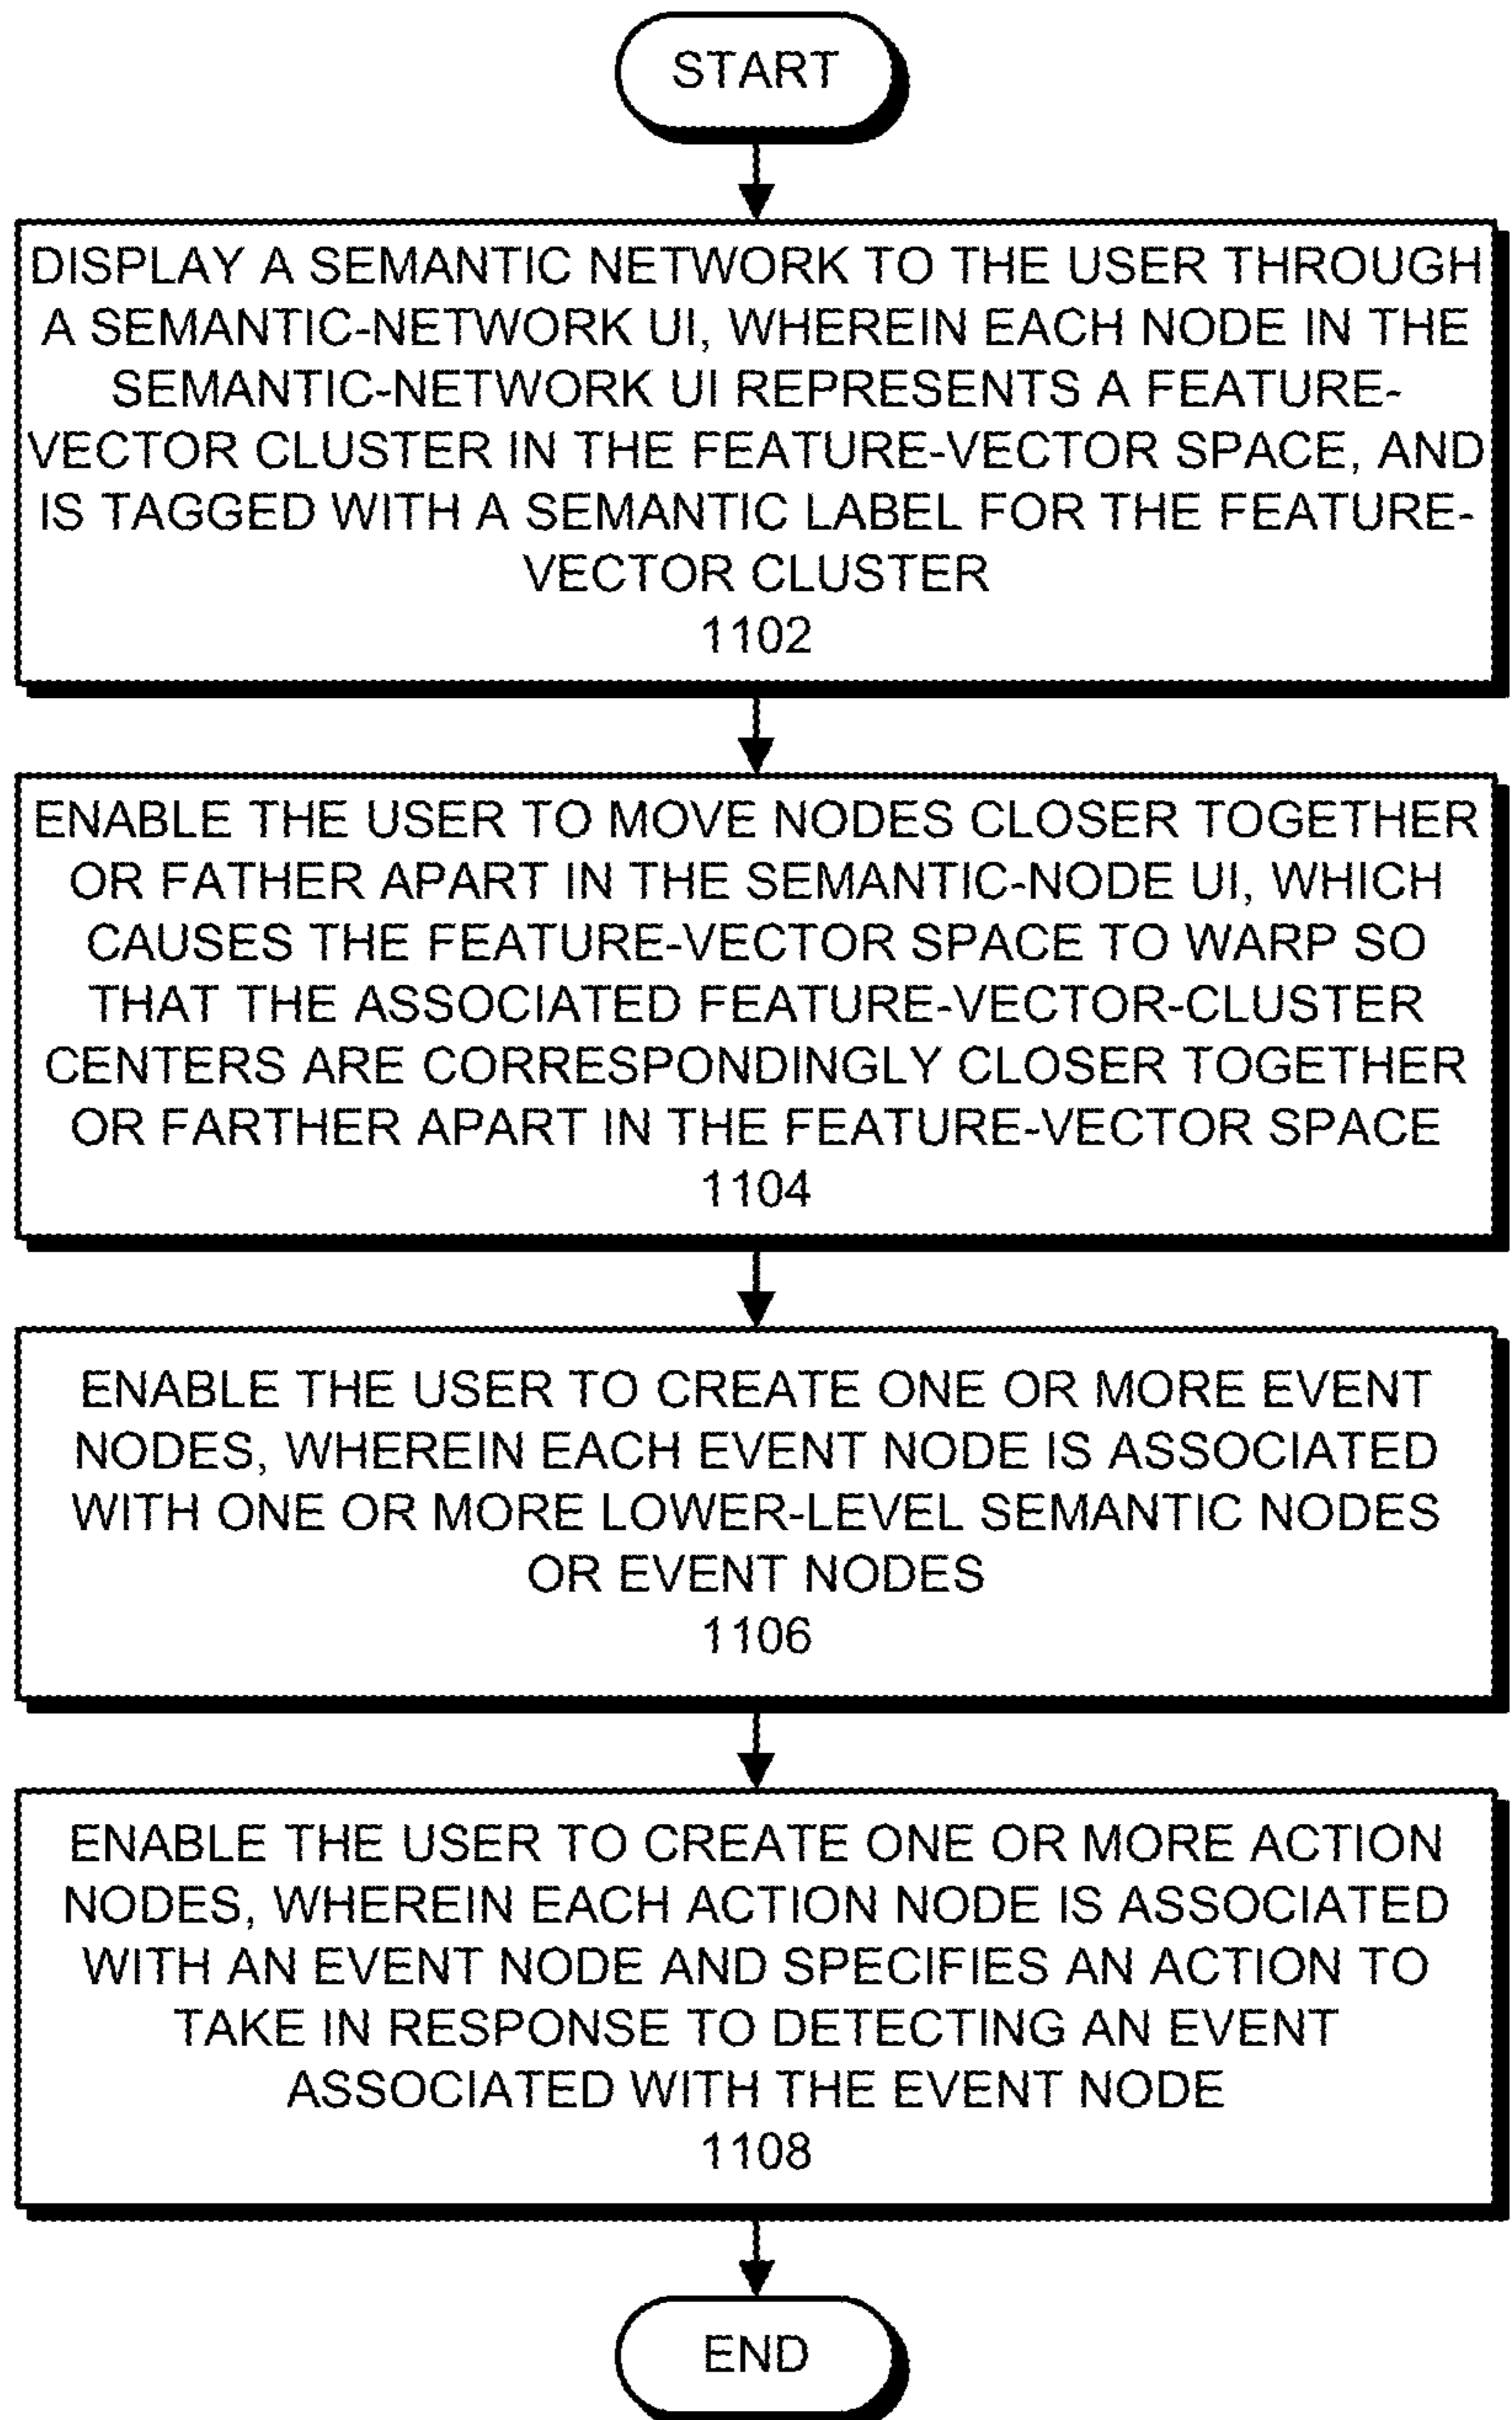 START
DISPLAY A SEMANTIC NETWORK TO THE USER THROUGH
A SEMANTIC-NETWORK UI, WHEREIN EACH NODE IN THE
SEMANTIC-NETWORK UI REPRESENTS A FEATURE-
VECTOR CLUSTER IN THE FEATURE-VECTOR SPACE, AND
IS TAGGED WITH A SEMANTIC LABEL FOR THE FEATURE-
VECTOR CLUSTER
1102
ENABLE THE USER TO MOVE NODES CLOSER TOGETHER
OR FATHER APART IN THE SEMANTIC-NODE UI, WHICH
CAUSES THE FEATURE-VECTOR SPACE TO WARP SO
THAT THE ASSOCIATED FEATURE-VECTOR-CLUSTER
CENTERS ARE CORRESPONDINGLY CLOSER TOGETHER
OR FARTHER APART IN THE FEATURE-VECTOR SPACE
1104
ENABLE THE USER TO CREATE ONE OR MORE EVENT
NODES, WHEREIN EACH EVENT NODE IS ASSOCIATED
WITH ONE OR MORE LOWER-LEVEL SEMANTIC NODES
OR EVENT NODES
1106
ENABLE THE USER TO CREATE ONE OR MORE ACTION
NODES, WHEREIN EACH ACTION NODE IS ASSOCIATED
WITH AN EVENT NODE AND SPECIFIES AN ACTION TO
TAKE IN RESPONSE TO DETECTING AN EVENT
ASSOCIATED WITH THE EVENT NODE
1108
END